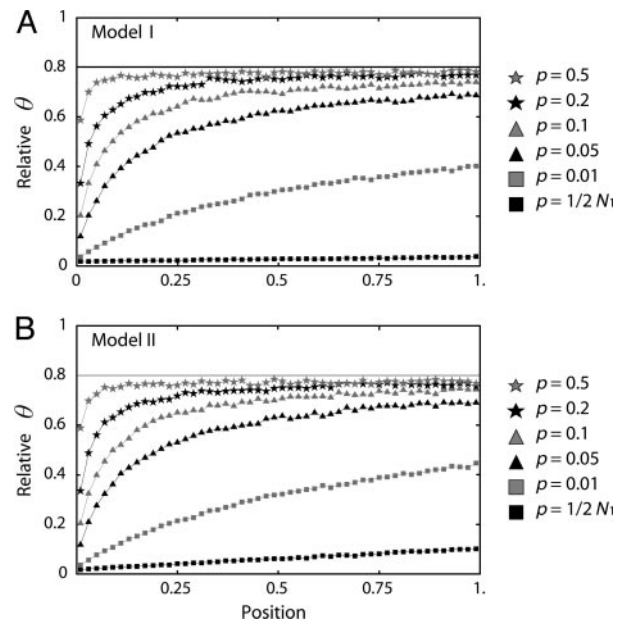 A
Model I
1
0.8
0.6
0.4
0.2
0
Relative θ
0
0.25
0.5
0.75
1.
p = 0.5
p = 0.2
p = 0.1
p = 0.05
p = 0.01
p = 1/2 N1
B
Model II
1
0.8
0.6
0.4
0.2
0
Relative θ
0.25
0.5
0.75
1.
Position
p = 0.5
p = 0.2
p = 0.1
p = 0.05
p = 0.01
p = 1/2 N1